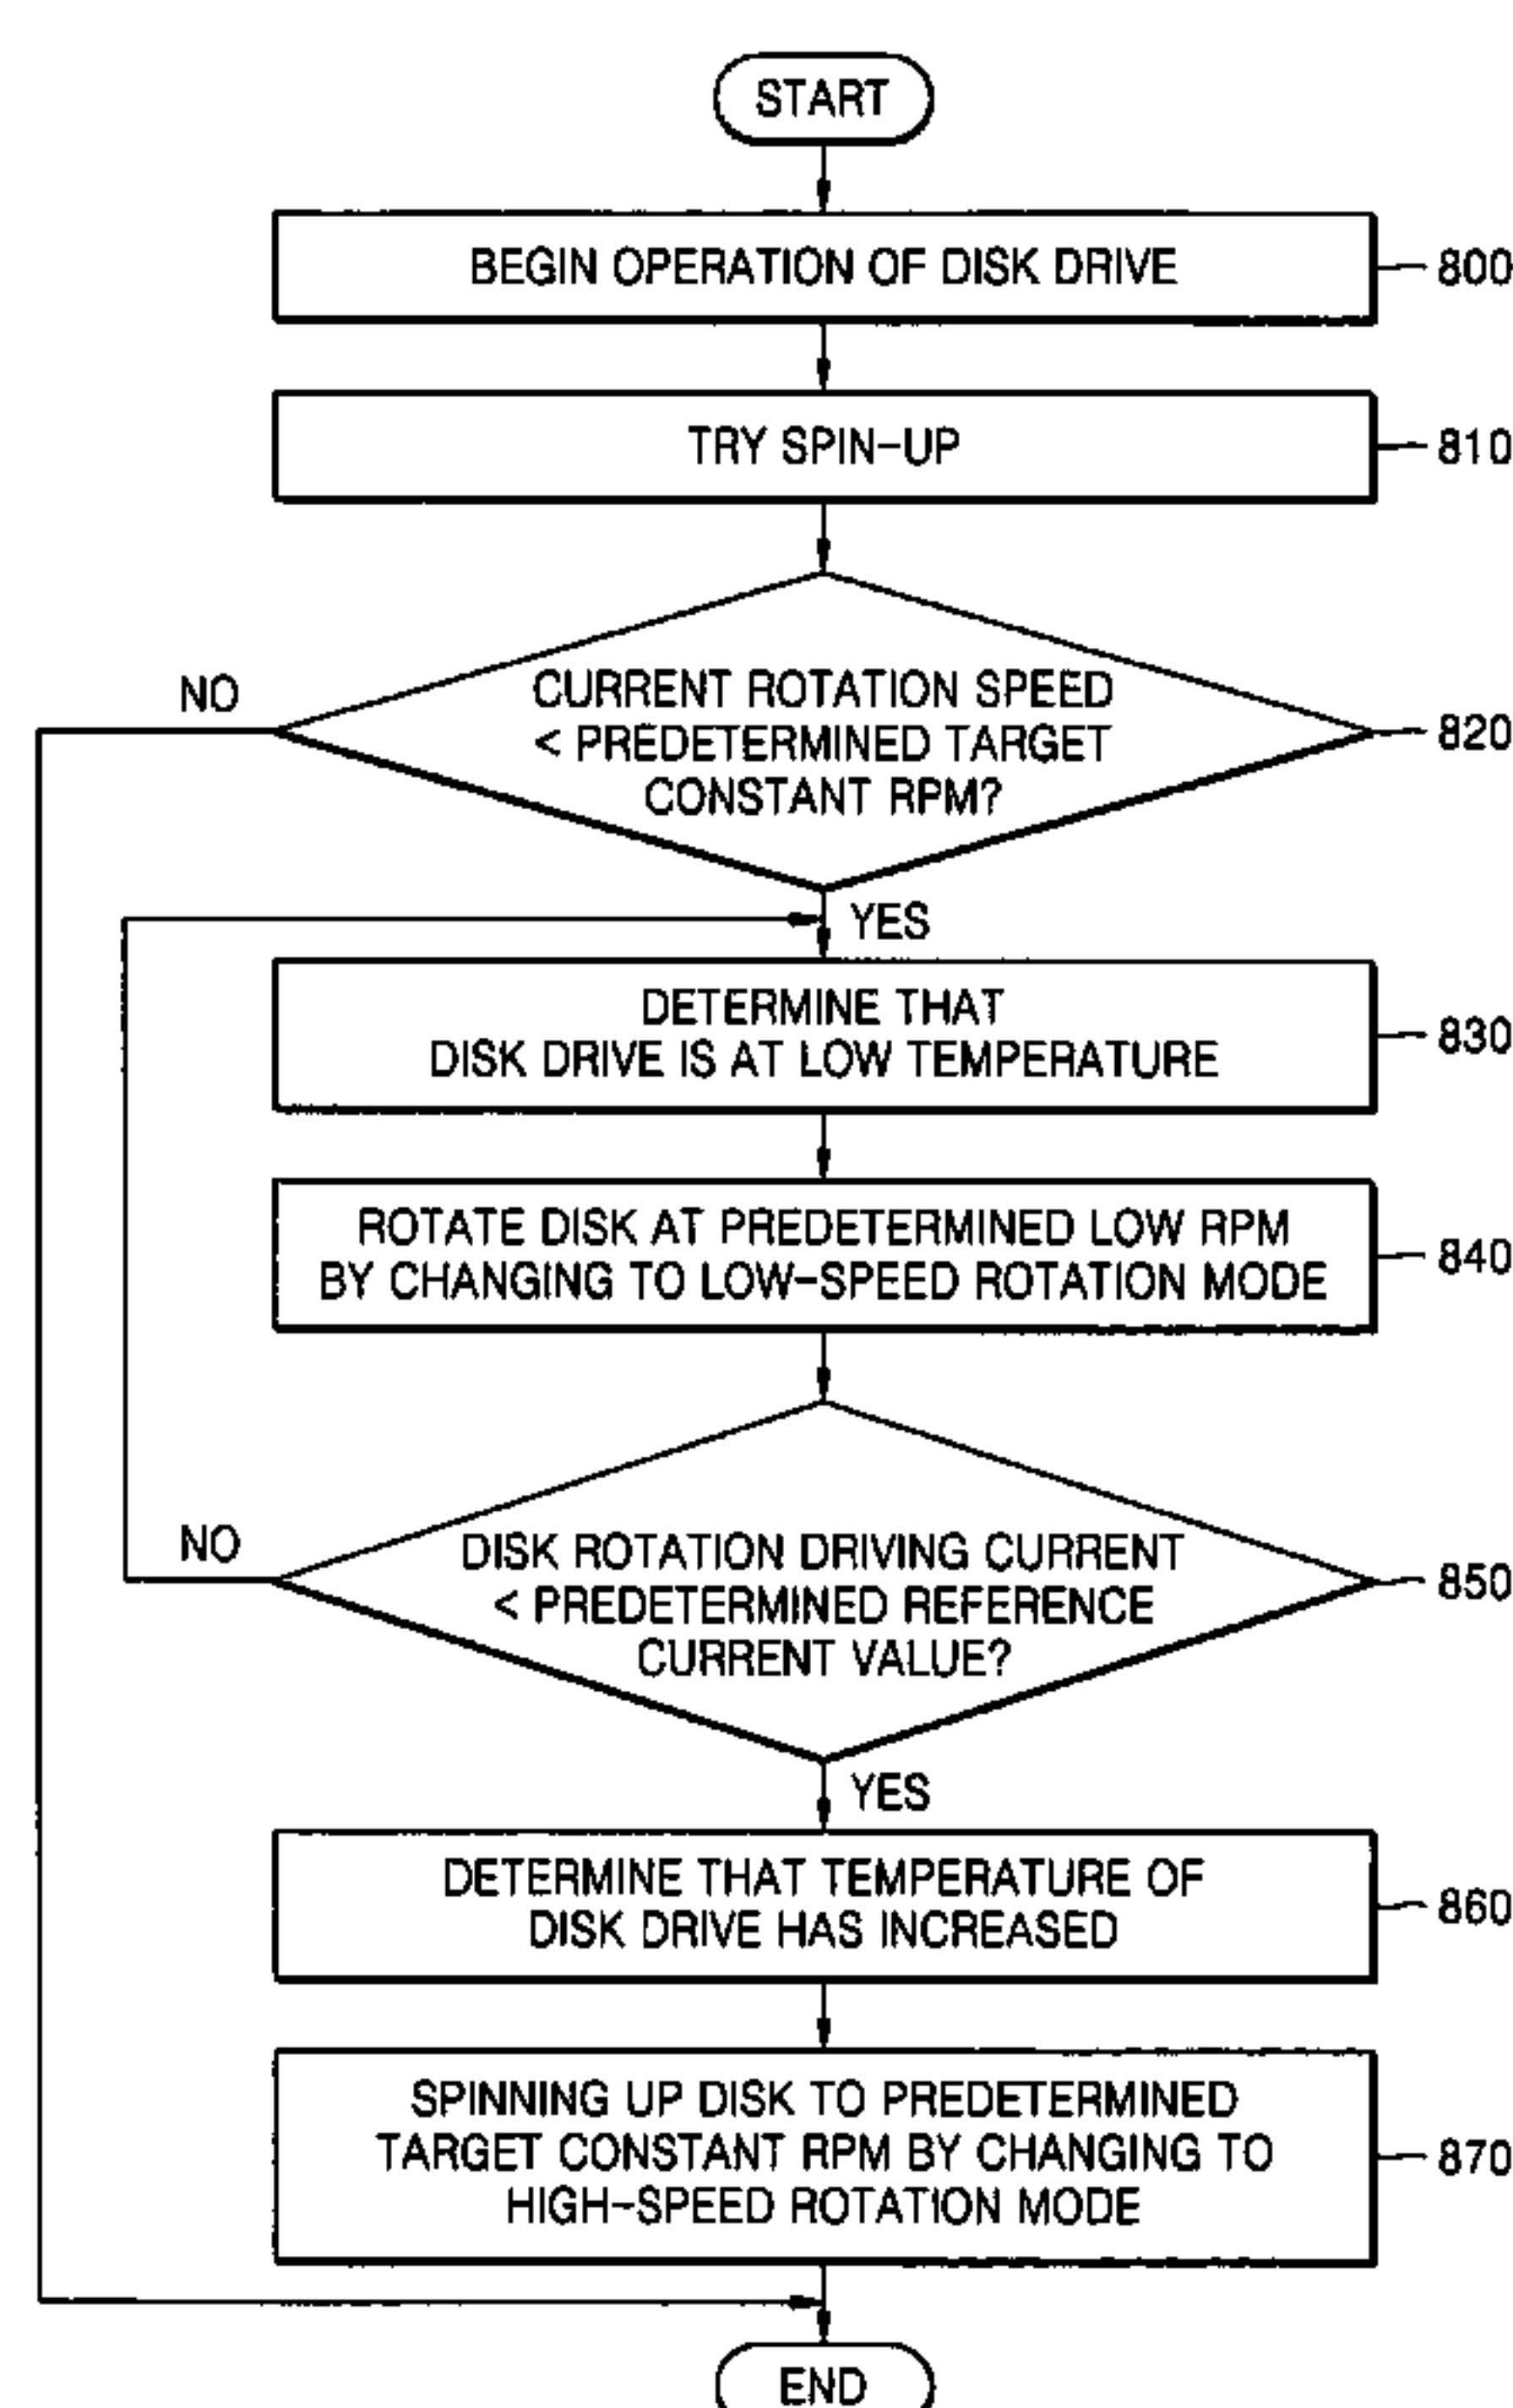 START
BEGIN OPERATION OF DISK DRIVE
800
TRY SPIN-UP
810
NO
CURRENT ROTATION SPEED
< PREDETERMINED TARGET
CONSTANT RPM?
820
YES
DETERMINE THAT
DISK DRIVE IS AT LOW TEMPERATURE
830
ROTATE DISK AT PREDETERMINED LOW RPM
BY CHANGING TO LOW-SPEED ROTATION MODE
840
NO
DISK ROTATION DRIVING CURRENT
< PREDETERMINED REFERENCE
CURRENT VALUE?
850
YES
DETERMINE THAT TEMPERATURE OF
DISK DRIVE HAS INCREASED
860
SPINNING UP DISK TO PREDETERMINED
TARGET CONSTANT RPM BY CHANGING TO
HIGH-SPEED ROTATION MODE
870
END